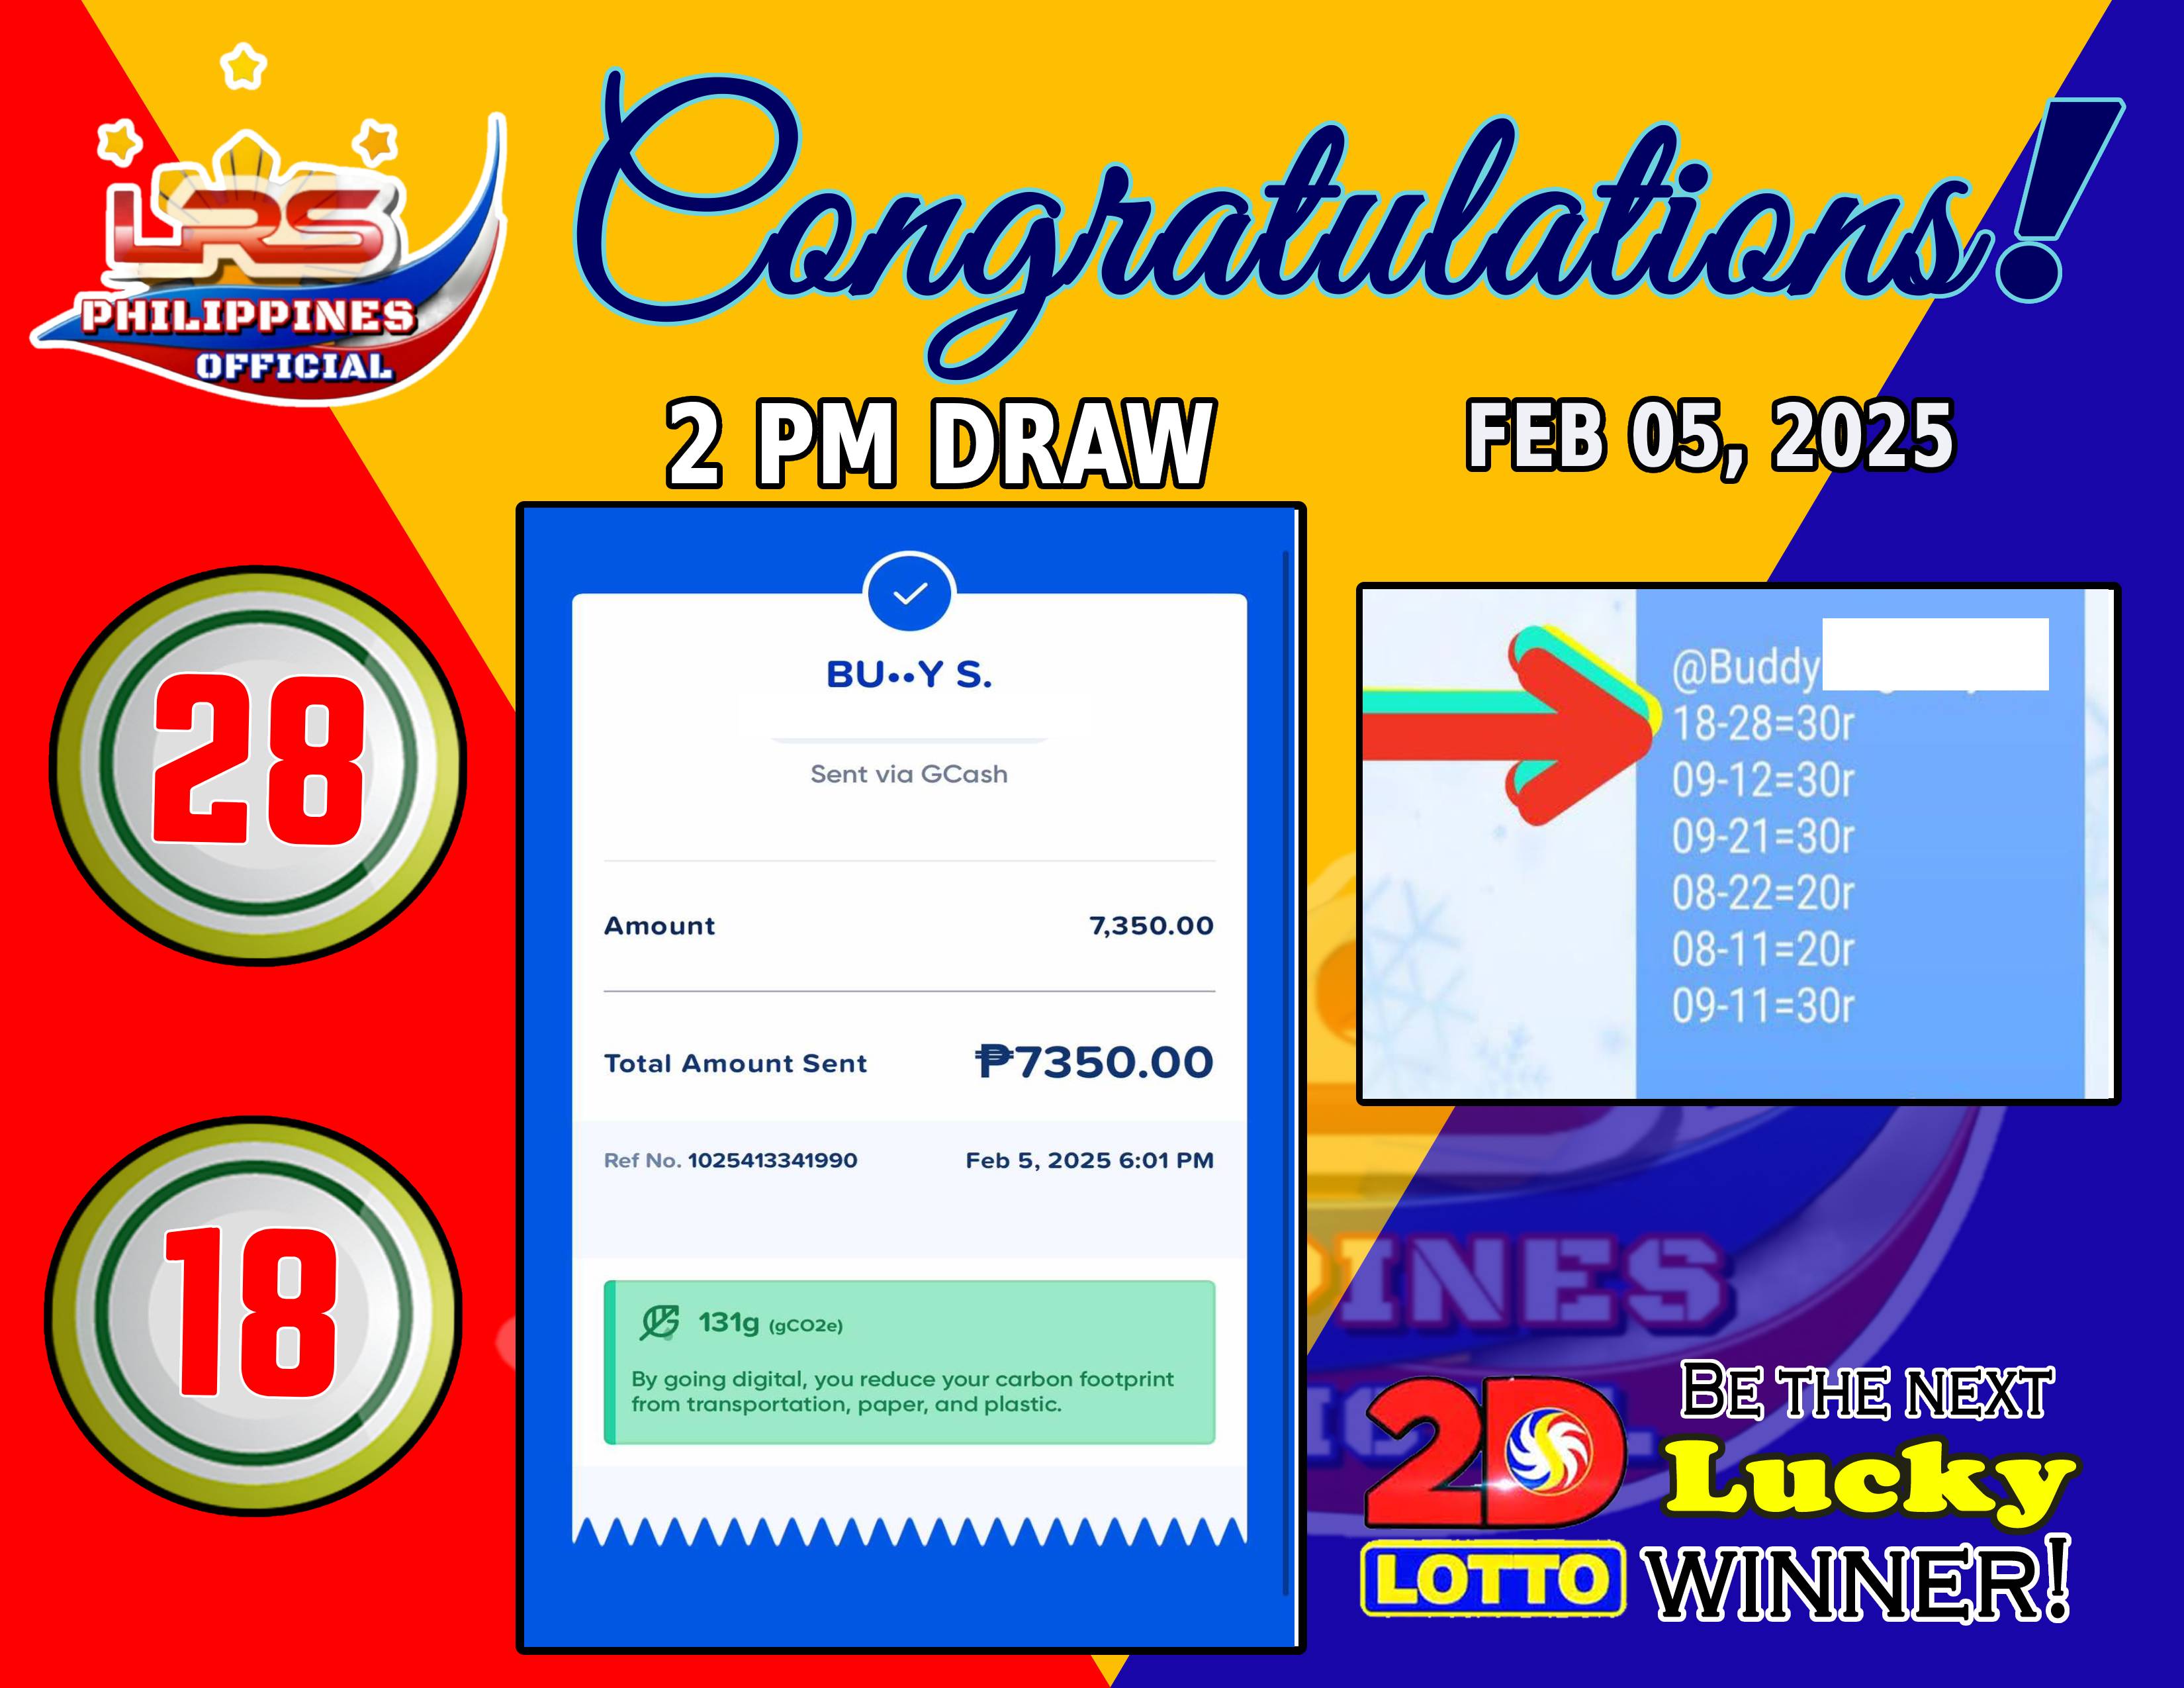 LRS
PHILIPPINES
OFFICIAL
Congratulations!
2 PM DRAW
FEB 05, 2025
28
18
BU••Y S.
Sent via GCash
Amount 7,350.00
Total Amount Sent ₱7350.00
Ref No. 1025413341990 Feb 5, 2025 6:01 PM
131g (gCO2e)
By going digital, you reduce your carbon footprint
from transportation, paper, and plastic.
@Buddy
18-28=30r
09-12=30r
09-21=30r
08-22=20r
08-11=20r
09-11=30r
PINES
2D
LOTTO
BE THE NEXT
Lucky
WINNER!